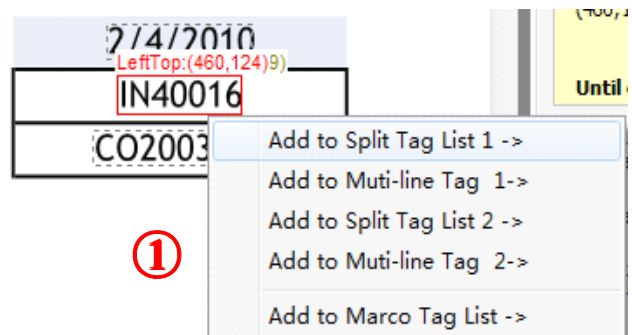 2/4/2010
LeftTop:(460,124)9)
IN40016
CO2003
Until
Add to Split Tag List 1 ->
Add to Muti-line Tag 1->
Add to Split Tag List 2 ->
Add to Muti-line Tag 2->
Add to Marco Tag List ->
①